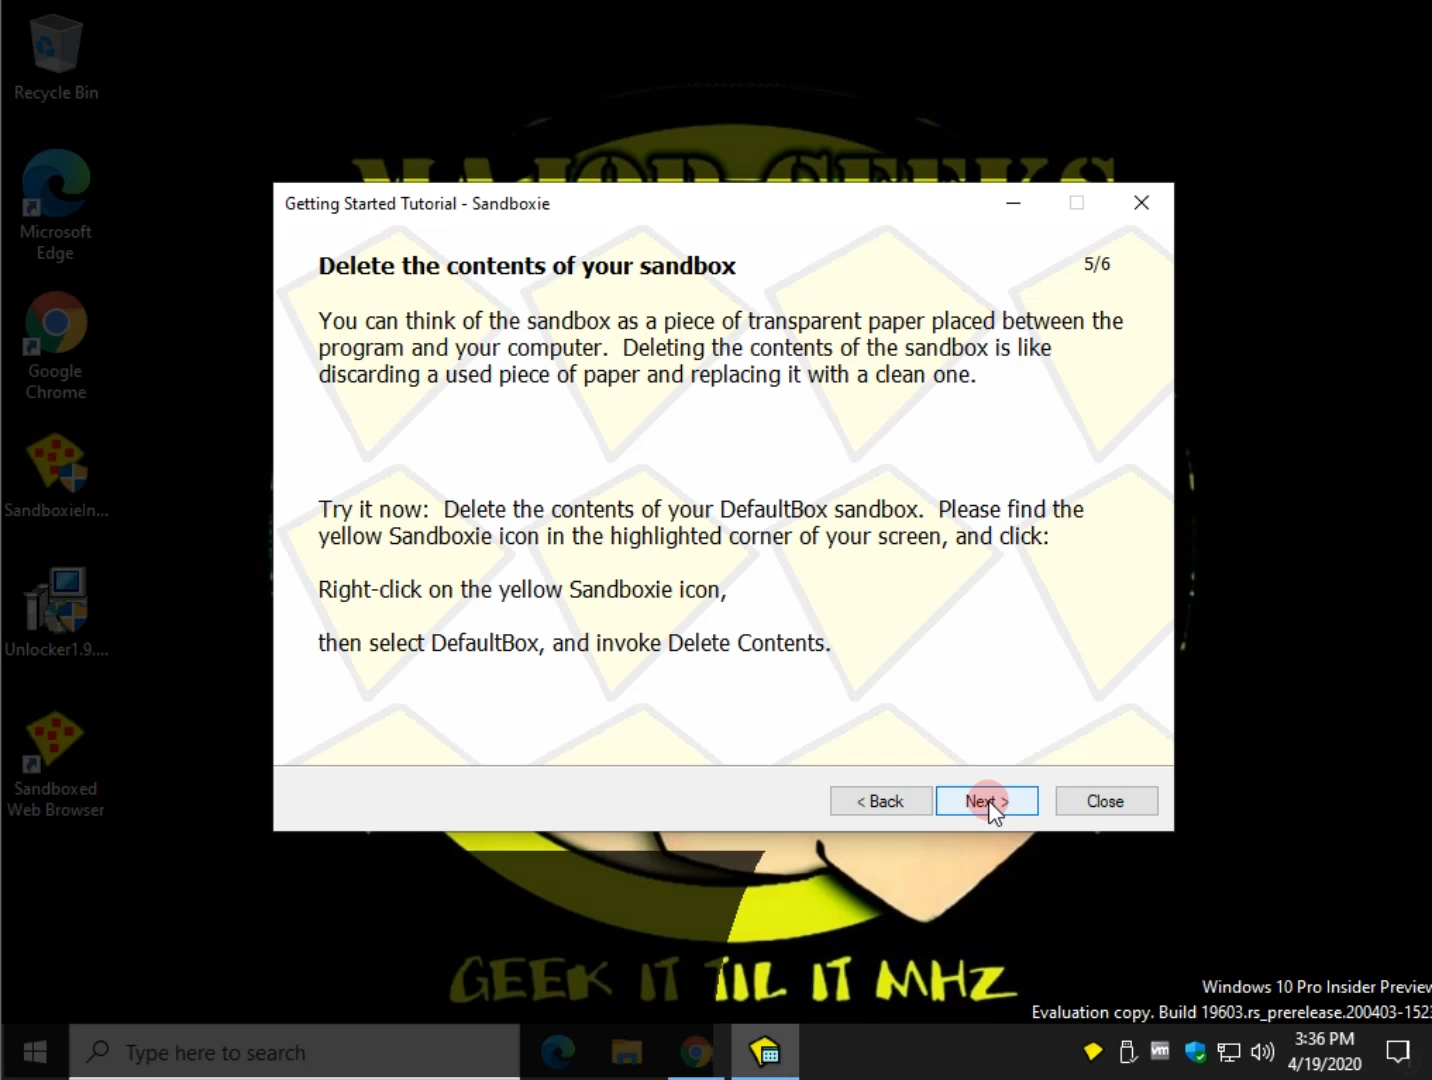 MAJOR GEEKS
Recycle Bin
Microsoft
Edge
Google
Chrome
SandboxieIn...
Unlocker1.9....
Sandboxed
Web Browser
Getting Started Tutorial - Sandboxie
Delete the contents of your sandbox
5/6
You can think of the sandbox as a piece of transparent paper placed between the
program and your computer.  Deleting the contents of the sandbox is like
discarding a used piece of paper and replacing it with a clean one.
Try it now:  Delete the contents of your DefaultBox sandbox.  Please find the
yellow Sandboxie icon in the highlighted corner of your screen, and click:
Right-click on the yellow Sandboxie icon,
then select DefaultBox, and invoke Delete Contents.
< Back
Next >
Close
GEEK IT TIL IT MHZ
Windows 10 Pro Insider Preview
Evaluation copy. Build 19603.rs_prerelease.200403-1523
Type here to search
vm
3:36 PM
4/19/2020